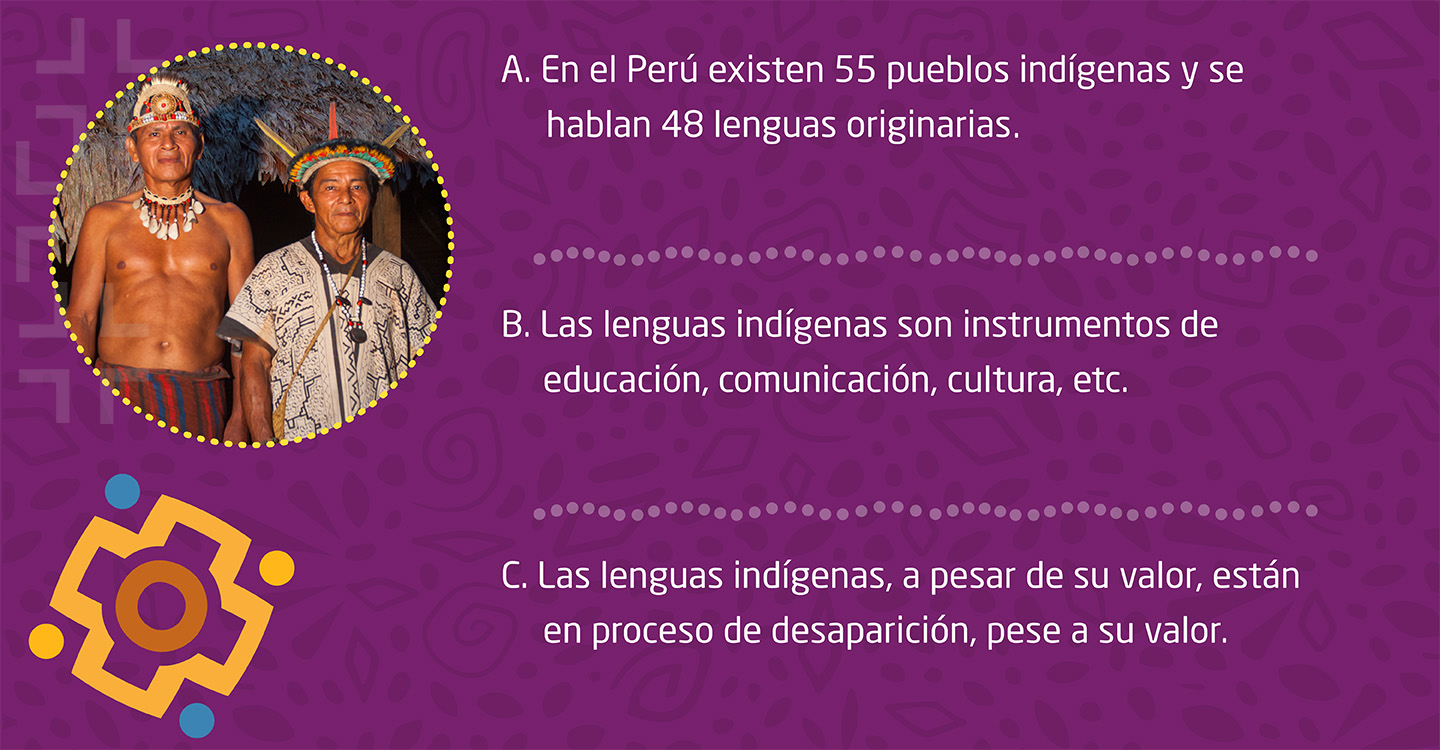 A. En el Perú existen 55 pueblos indígenas y se
hablan 48 lenguas originarias.
B. Las lenguas indígenas son instrumentos de
educación, comunicación, cultura, etc.
C. Las lenguas indígenas, a pesar de su valor, están
en proceso de desaparición, pese a su valor.